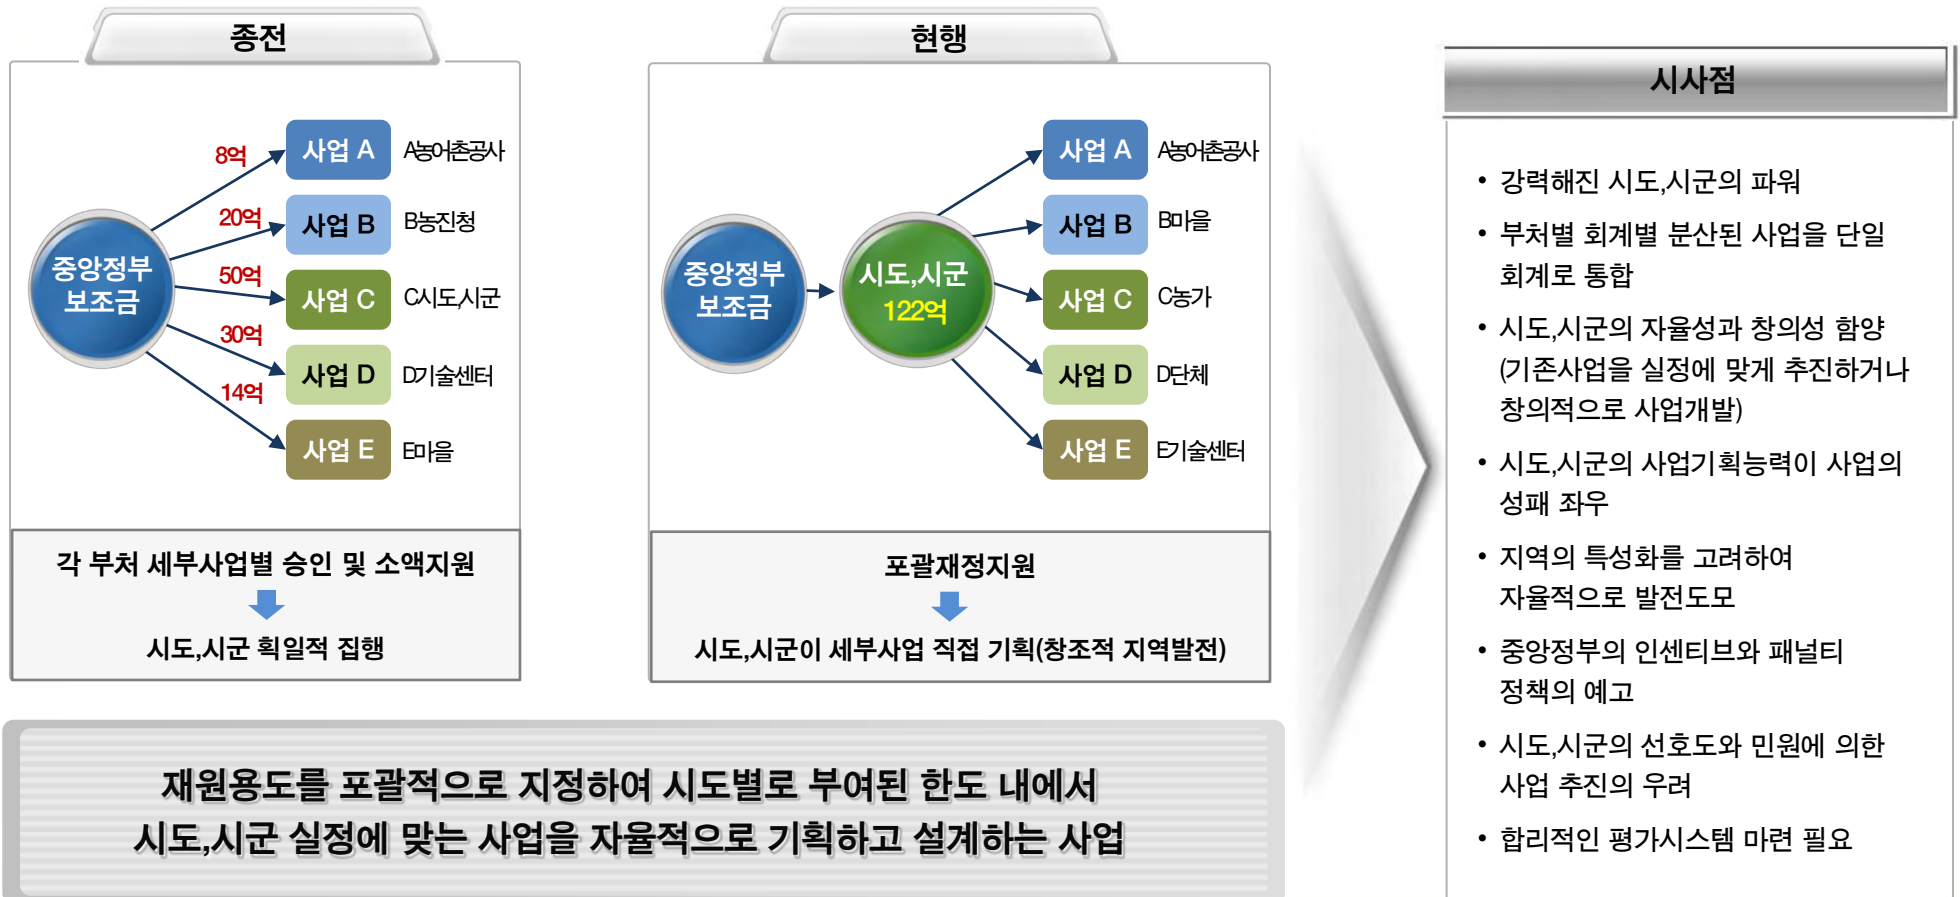 종전
8억
사업 A
A농어촌공사
20억
사업 B
B농진청
중앙정부
보조금
50억
사업 C
C시도,시군
30억
사업 D
D기술센터
14억
사업 E
E마을
각 부처 세부사업별 승인 및 소액지원
시도,시군 획일적 집행
현행
중앙정부
보조금
시도,시군
122억
사업 A
A농어촌공사
사업 B
B마을
사업 C
C농가
사업 D
D단체
사업 E
E기술센터
포괄재정지원
시도,시군이 세부사업 직접 기획(창조적 지역발전)
재원용도를 포괄적으로 지정하여 시도별로 부여된 한도 내에서
시도,시군 실정에 맞는 사업을 자율적으로 기획하고 설계하는 사업
시사점
• 강력해진 시도,시군의 파워
• 부처별 회계별 분산된 사업을 단일
회계로 통합
• 시도,시군의 자율성과 창의성 함양
(기존사업을 실정에 맞게 추진하거나
창의적으로 사업개발)
• 시도,시군의 사업기획능력이 사업의
성패 좌우
• 지역의 특성화를 고려하여
자율적으로 발전도모
• 중앙정부의 인센티브와 패널티
정책의 예고
• 시도,시군의 선호도와 민원에 의한
사업 추진의 우려
• 합리적인 평가시스템 마련 필요